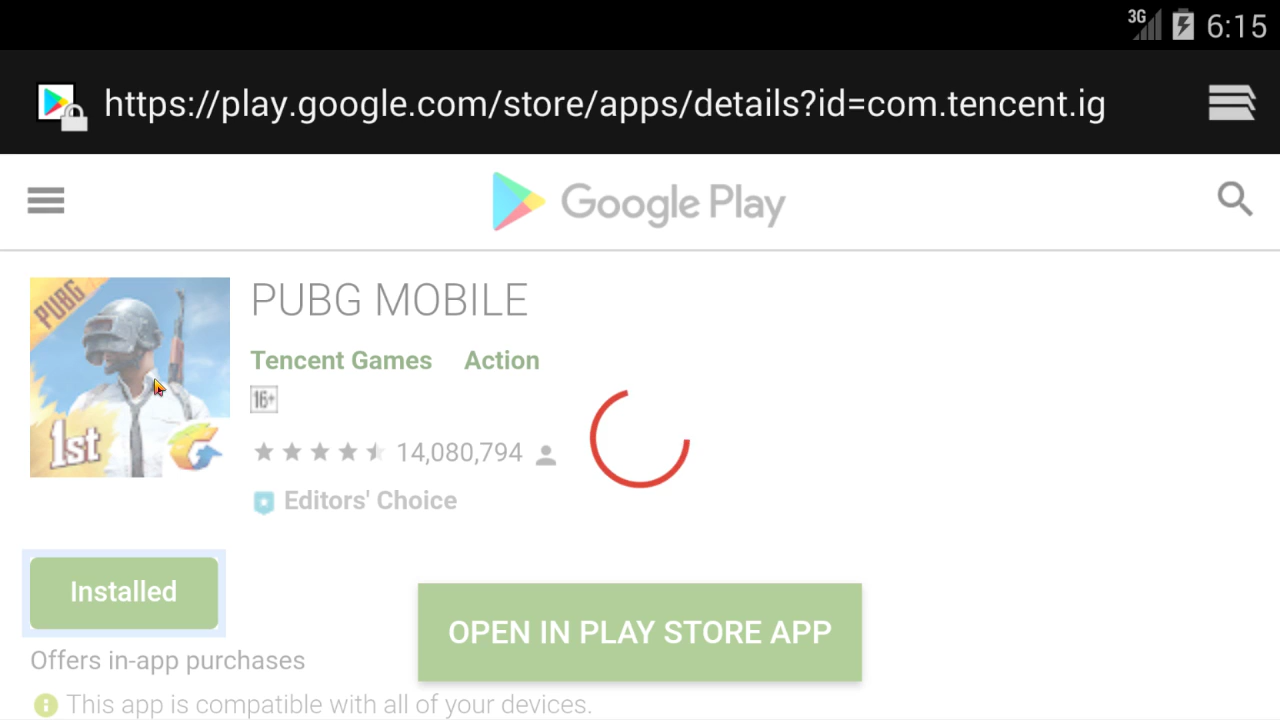 3G 6:15
https://play.google.com/store/apps/details?id=com.tencent.ig
Google Play
PUBG
1st
PUBG MOBILE
Tencent Games Action
16+
14,080,794
Editors' Choice
Installed
OPEN IN PLAY STORE APP
Offers in-app purchases
This app is compatible with all of your devices.